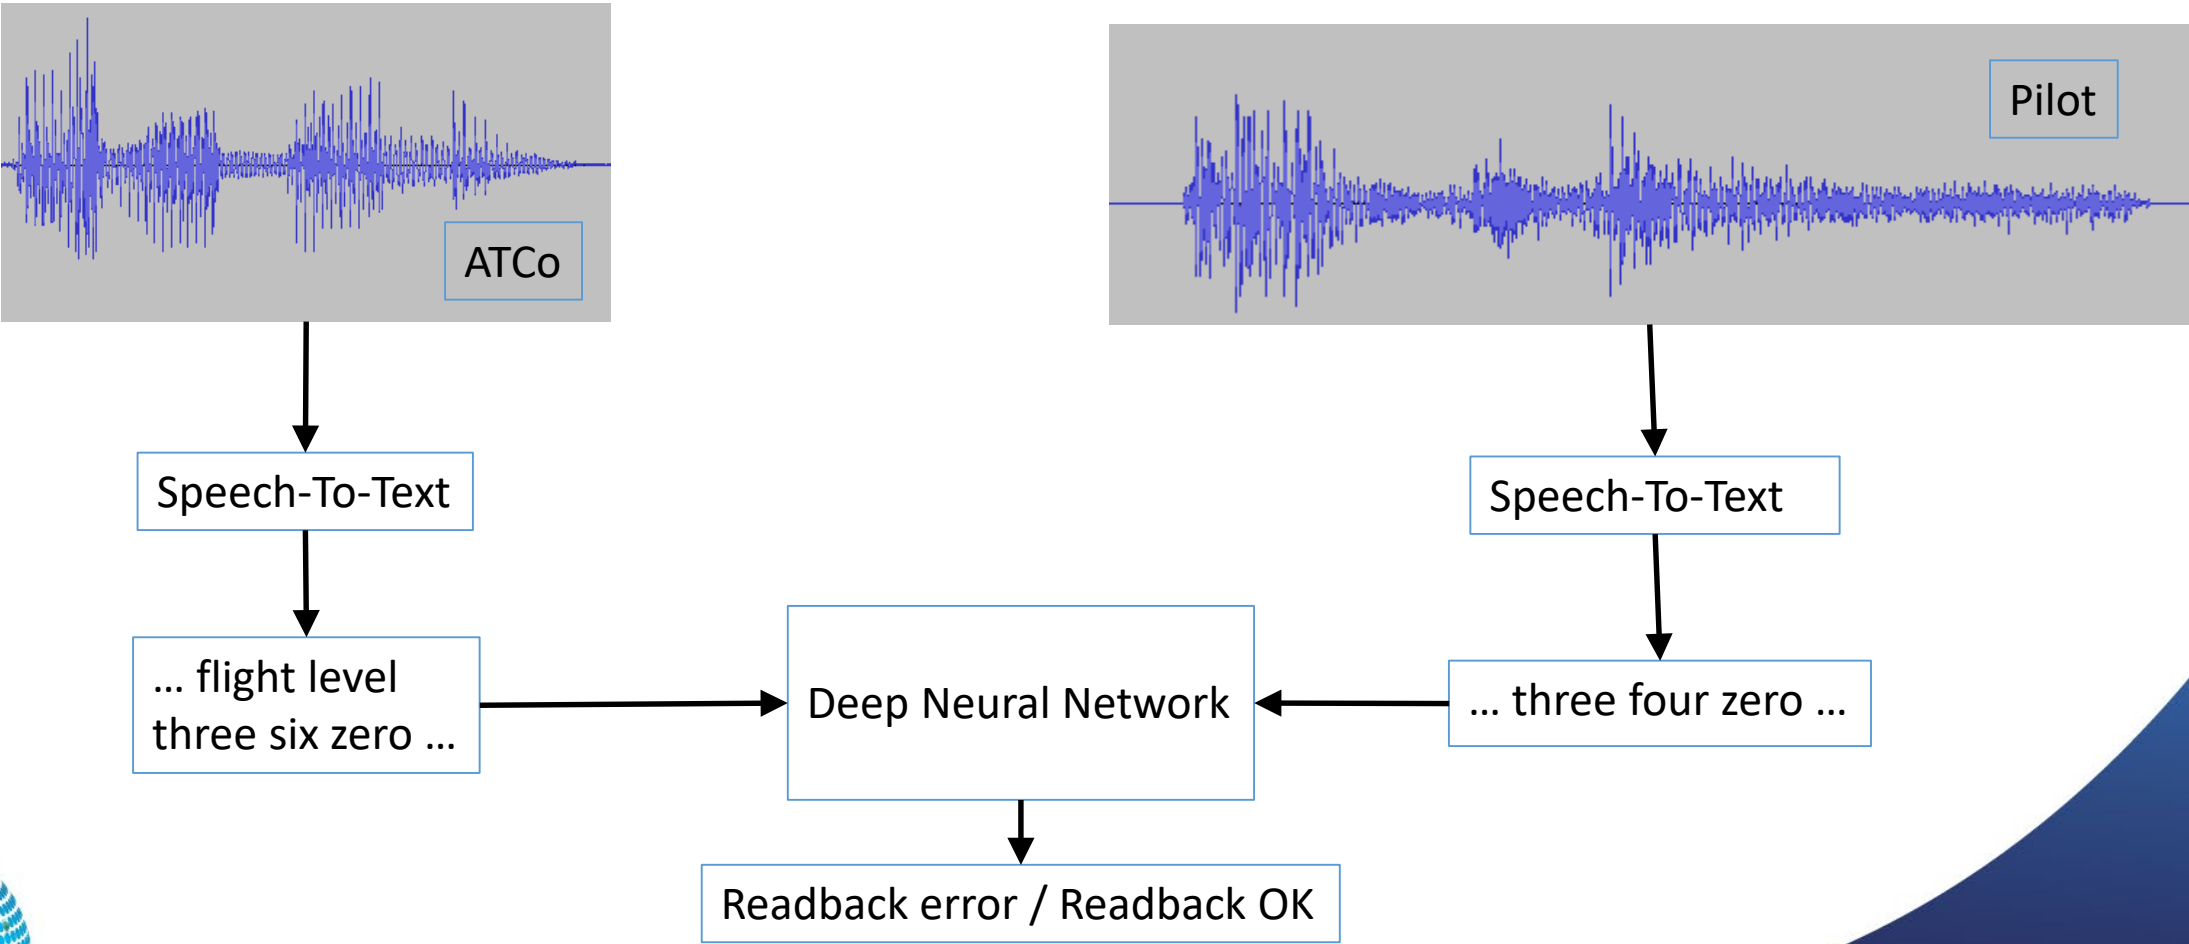 Pilot
ATCo
Speech-To-Text
Speech-To-Text
... flight level
three six zero ...
Deep Neural Network
... three four zero ...
Readback error / Readback OK